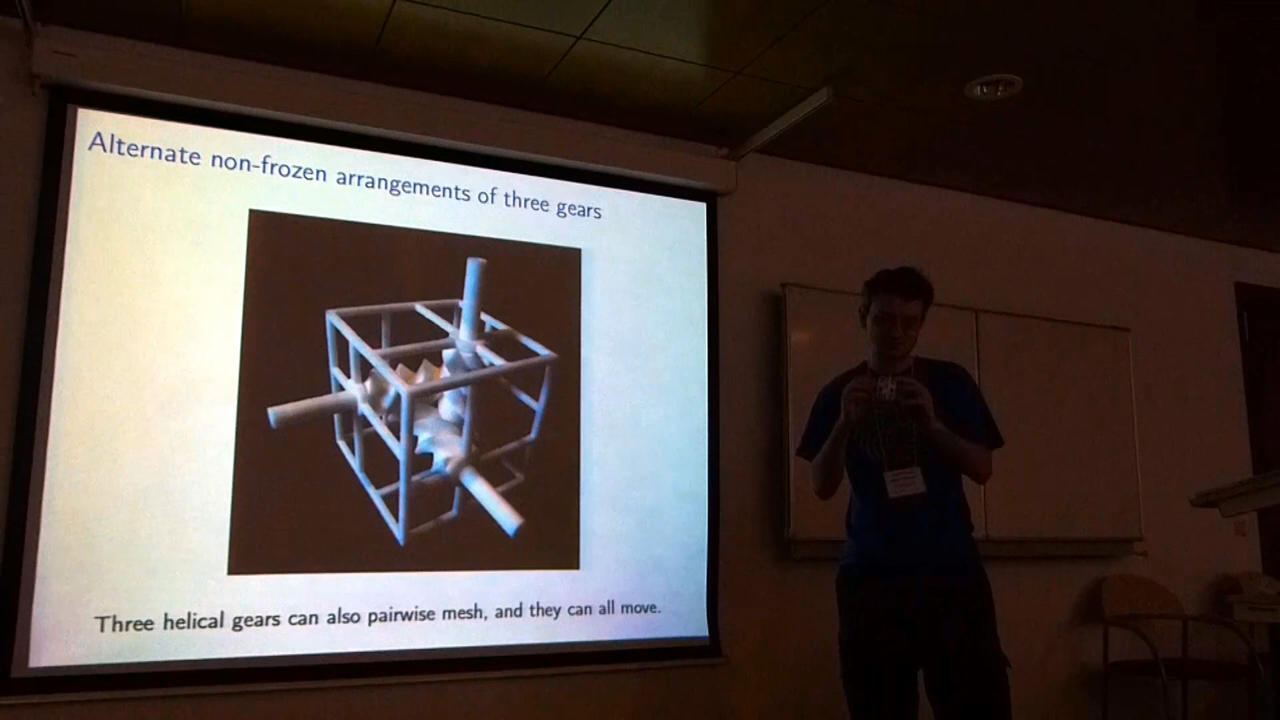 Alternate non-frozen arrangements of three gears
Three helical gears can also pairwise mesh, and they can all move.